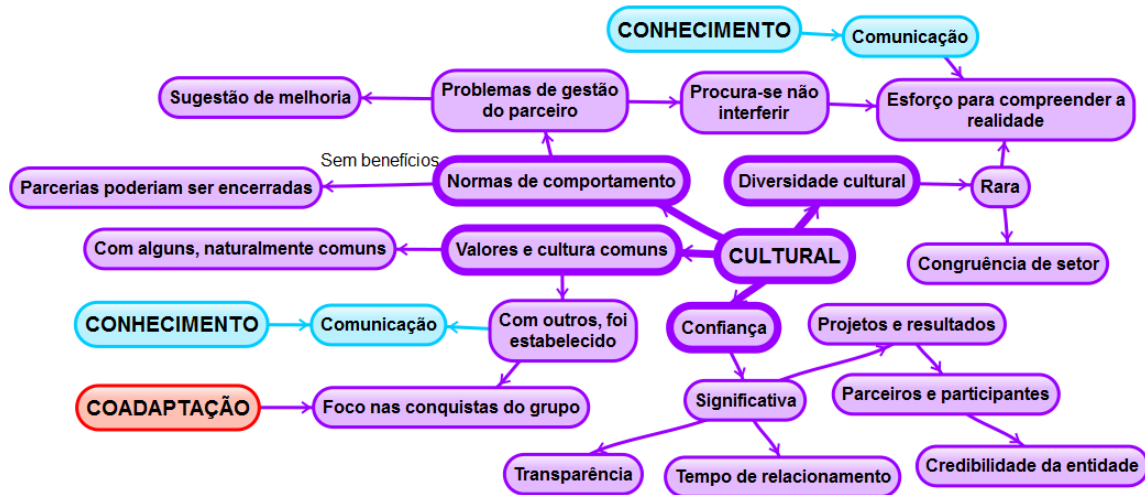 CONHECIMENTO
Comunicação
Sugestão de melhoria
Problemas de gestão
do parceiro
Procura-se não
interferir
Esforço para compreender a
realidade
Sem benefícios
Parcerias poderiam ser encerradas
Normas de comportamento
Diversidade cultural
Rara
Com alguns, naturalmente comuns
Valores e cultura comuns
CULTURAL
Congruência de setor
CONHECIMENTO
Comunicação
Com outros, foi
estabelecido
Confiança
Projetos e resultados
COADAPTAÇÃO
Foco nas conquistas do grupo
Significativa
Parceiros e participantes
Transparência
Tempo de relacionamento
Credibilidade da entidade